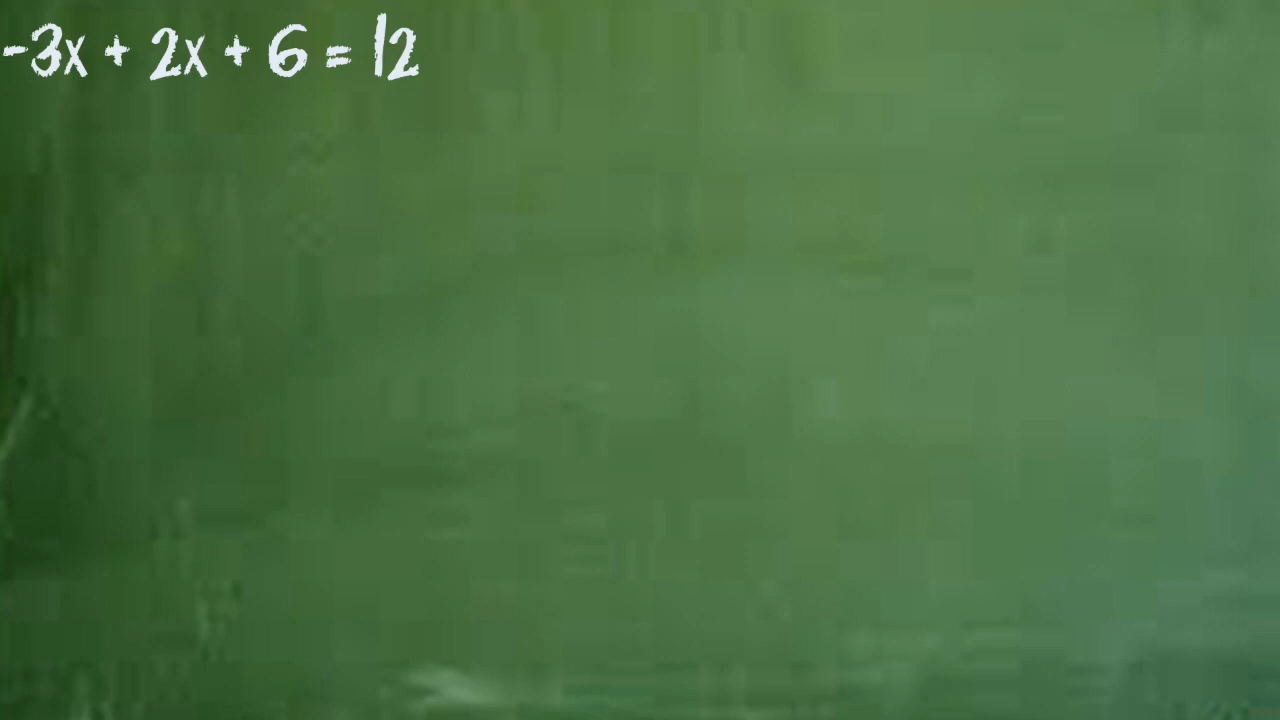 -3x + 2x + 6 = 12